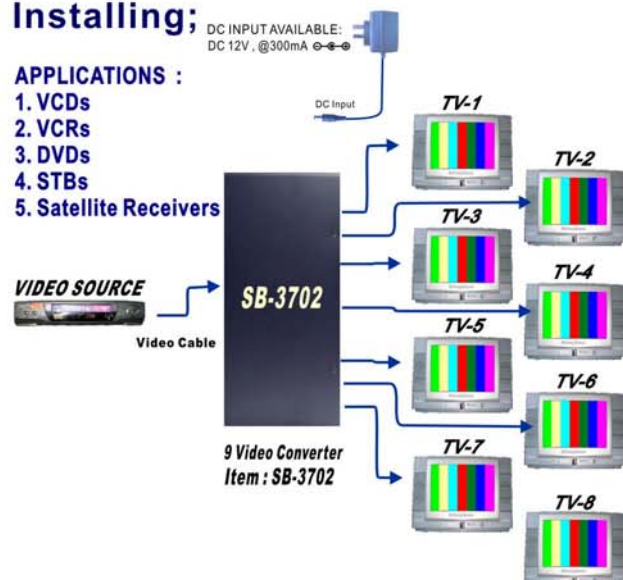 Installing;
DC INPUT AVAILABLE:
DC 12V , @300mA
APPLICATIONS :
1. VCDs
2. VCRs
3. DVDs
4. STBs
5. Satellite Receivers
DC Input
TV-1
TV-2
TV-3
TV-4
TV-5
TV-6
TV-7
TV-8
VIDEO SOURCE
Video Cable
SB-3702
9 Video Converter
Item : SB-3702